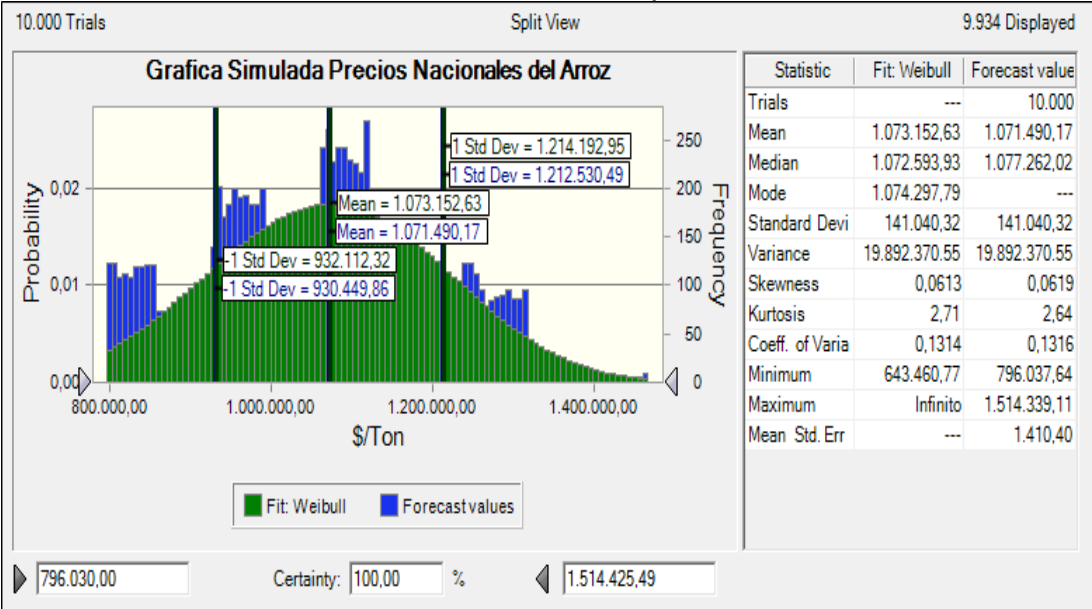 10.000 Trials Split View 9.934 Displayed
Grafica Simulada Precios Nacionales del Arroz
Probability
0,02
0,01
0,00
Frequency
250
200
150
100
50
0
1 Std Dev = 1.214.192,95
1 Std Dev = 1.212.530,49
Mean = 1.073.152,63
Mean = 1.071.490,17
-1 Std Dev = 932.112,32
-1 Std Dev = 930.449,86
800.000,00 1.000.000,00 1.200.000,00 1.400.000,00
$/Ton
Fit: Weibull Forecast values
Statistic Fit: Weibull Forecast value
Trials --- 10.000
Mean 1.073.152,63 1.071.490,17
Median 1.072.593,93 1.077.262,02
Mode 1.074.297,79 ---
Standard Devi 141.040,32 141.040,32
Variance 19.892.370.55 19.892.370.55
Skewness 0,0613 0,0619
Kurtosis 2,71 2,64
Coeff. of Varia 0,1314 0,1316
Minimum 643.460,77 796.037,64
Maximum Infinito 1.514.339,11
Mean Std. Err --- 1.410,40
796.030,00 Certainty: 100,00 % 1.514.425,49